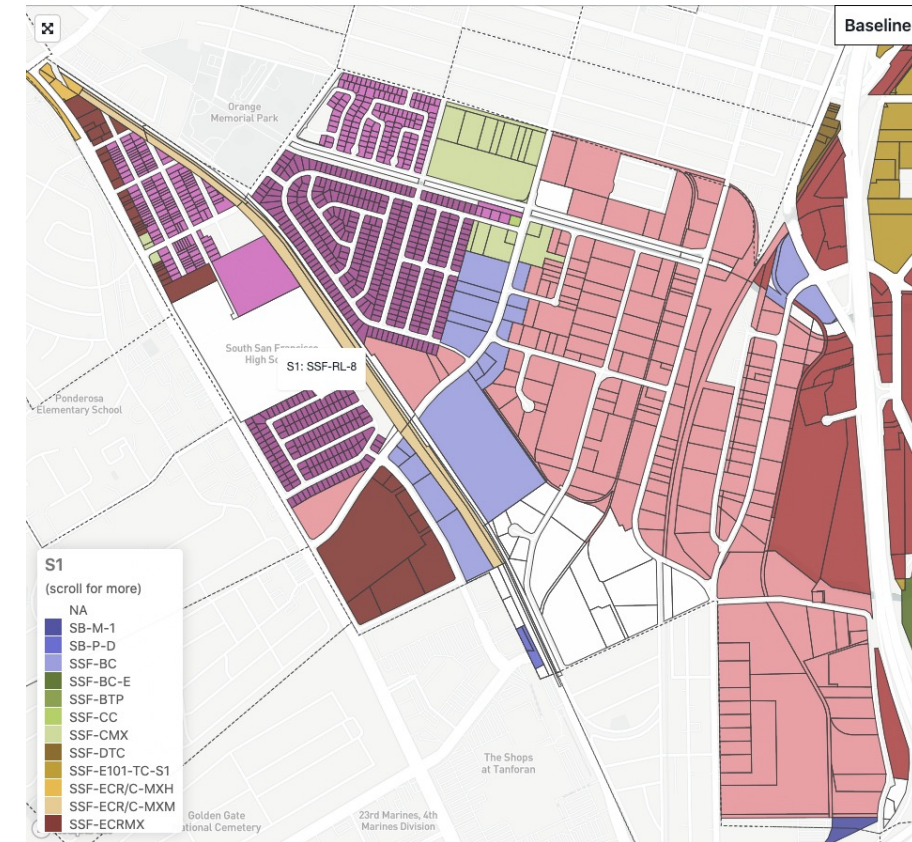 Baseline
Orange
Memorial Park
South San Francisco
S1: SSF-RL-8
Ponderosa
Elementary School
S1
(scroll for more)
NA
SB-M-1
SB-P-D
SSF-BC
SSF-BC-E
SSF-BTP
SSF-CC
SSF-CMX
SSF-DTC
SSF-E101-TC-S1
SSF-ECR/C-MXH
SSF-ECR/C-MXM
SSF-ECRMX
The Shops
at Tanforan
Golden Gate
ational Cemetery
23rd Marines, 4th
Marines Division